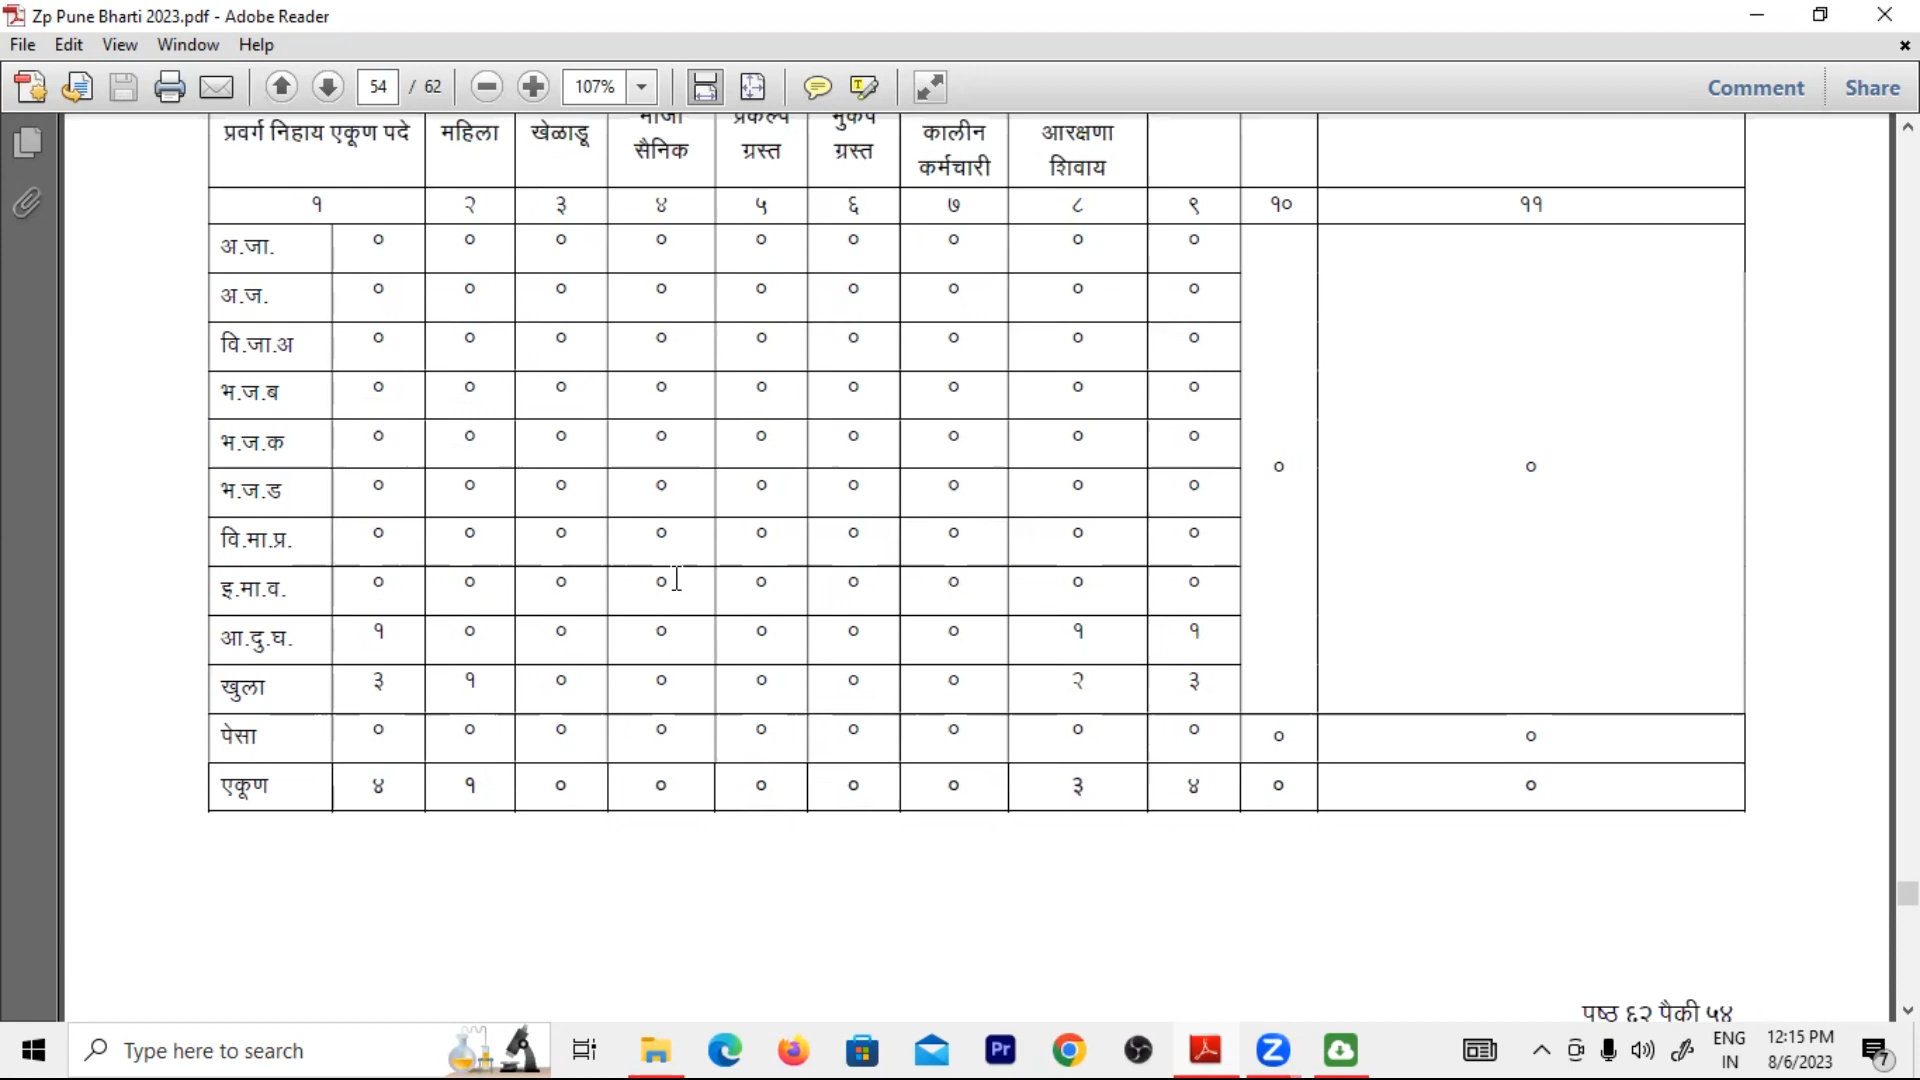 Zp Pune Bharti 2023.pdf - Adobe Reader
File Edit View Window Help
54 / 62 107% Comment Share
प्रवर्ग निहाय एकूण पदे महिला खेळाडू माजी सैनिक प्रकल्प ग्रस्त भुकंप ग्रस्त कालीन कर्मचारी आरक्षणा शिवाय
१ २ ३ ४ ५ ६ ७ ८ ९ १० ११
अ.जा. ० ० ० ० ० ० ० ० ०
अ.ज. ० ० ० ० ० ० ० ० ०
वि.जा.अ ० ० ० ० ० ० ० ० ०
भ.ज.ब ० ० ० ० ० ० ० ० ०
भ.ज.क ० ० ० ० ० ० ० ० ० ० ०
भ.ज.ड ० ० ० ० ० ० ० ० ०
वि.मा.प्र. ० ० ० ० ० ० ० ० ०
इ.मा.व. ० ० ० ० ० ० ० ० ०
आ.दु.घ. १ ० ० ० ० ० ० १ १
खुला ३ १ ० ० ० ० ० २ ३
पेसा ० ० ० ० ० ० ० ० ० ० ०
एकूण ४ १ ० ० ० ० ० ३ ४ ० ०
पृष्ठ ६२ पैकी ५४
Type here to search Pr ENG 12:15 PM
IN 8/6/2023 7